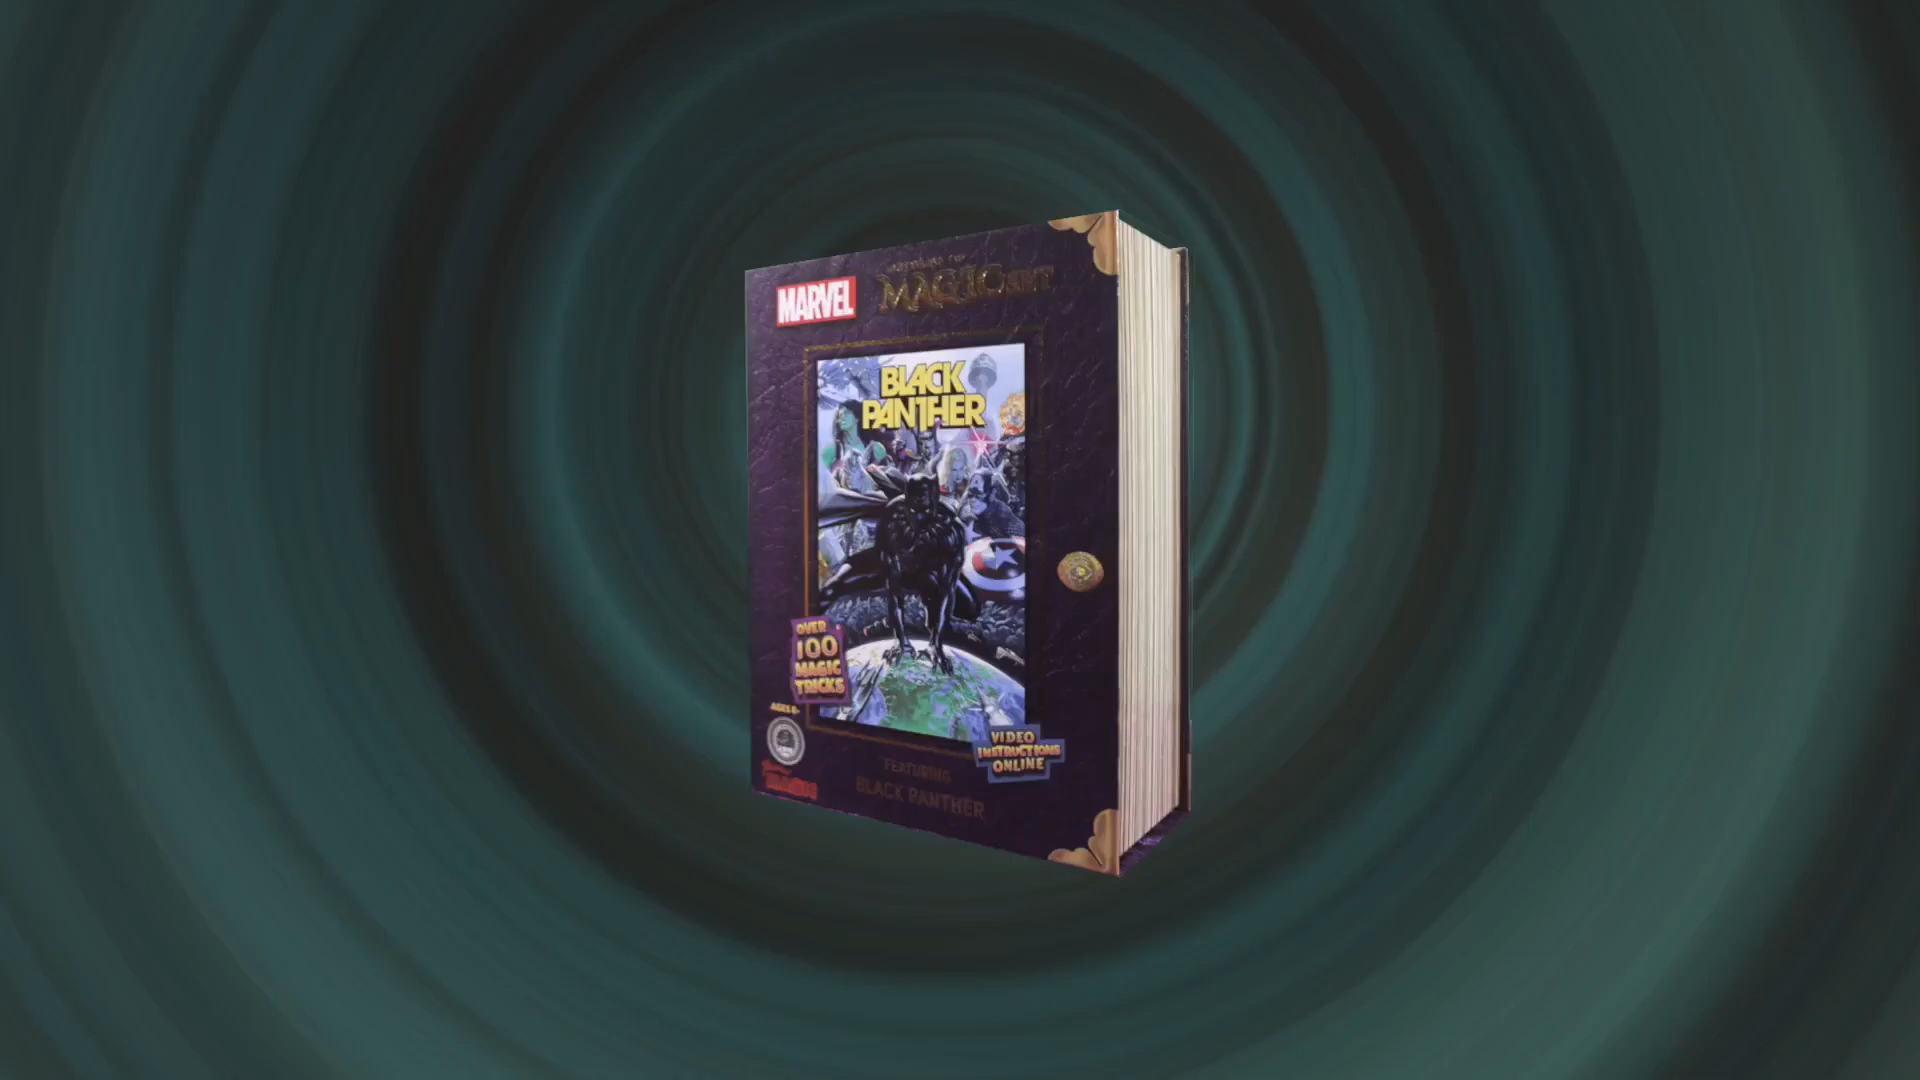 MARVEL
MAGIC
BLACK
PANTHER
OVER
100
MAGIC
TRICKS
VIDEO
INSTRUCTIONS
ONLINE
FEATURING
BLACK PANTHER